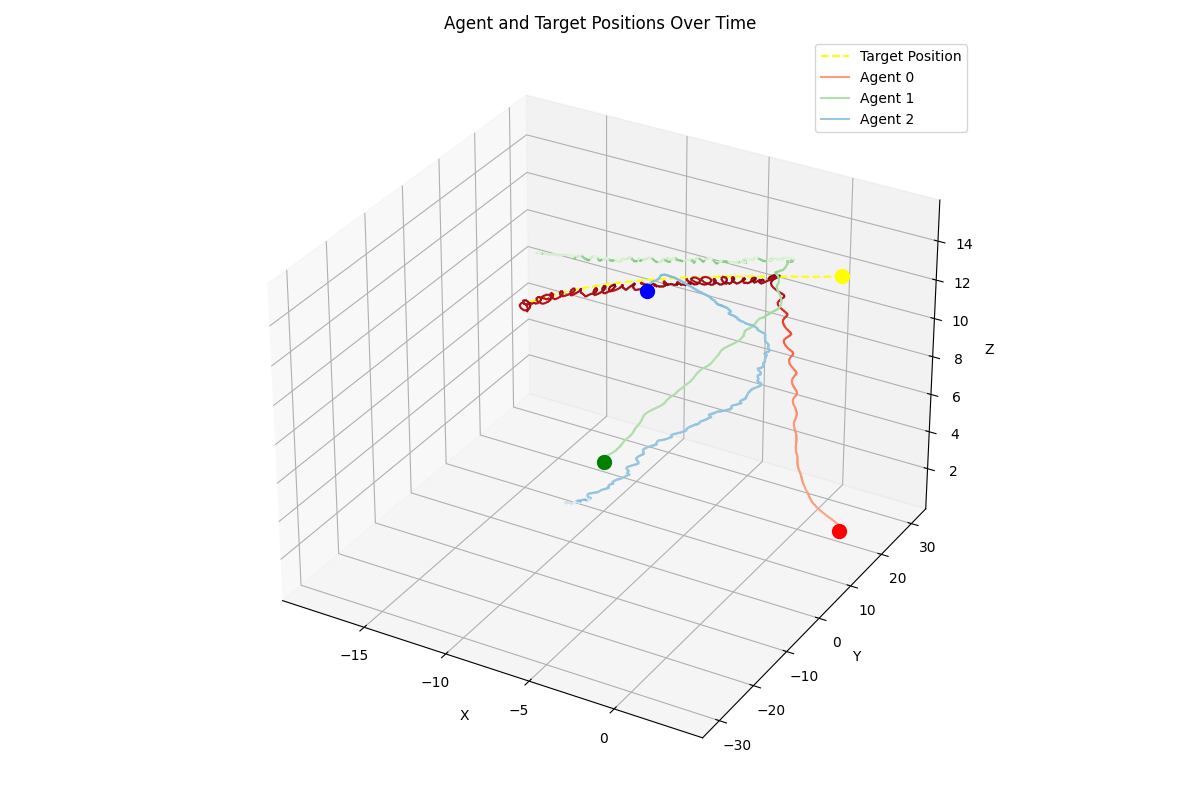 Agent and Target Positions Over Time
Target Position
Agent 0
Agent 1
Agent 2
14
12
10
8
6
4
2
Z
30
20
10
0
−10
−20
−30
Y
−15
−10
−5
0
X